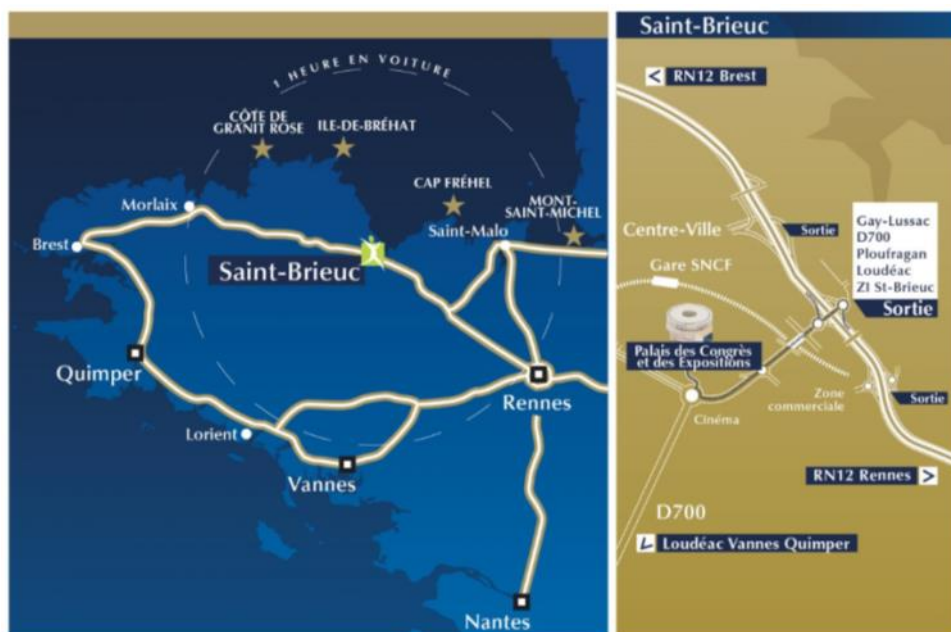 1 HEURE EN VOITURE
CÔTE DE
GRANIT ROSE
ILE-DE-BRÉHAT
CAP FRÉHEL
MONT-
SAINT-MICHEL
Morlaix
Saint-Malo
Brest
Saint-Brieuc
Quimper
Rennes
Lorient
Vannes
Nantes
Saint-Brieuc
< RN12 Brest
Centre-Ville
Sortie
Gay-Lussac
D700
Ploufragan
Loudéac
ZI St-Brieuc
Sortie
Gare SNCF
Palais des Congrès
et des Expositions
Zone
commerciale
Sortie
Cinéma
RN12 Rennes >
D700
Loudéac Vannes Quimper